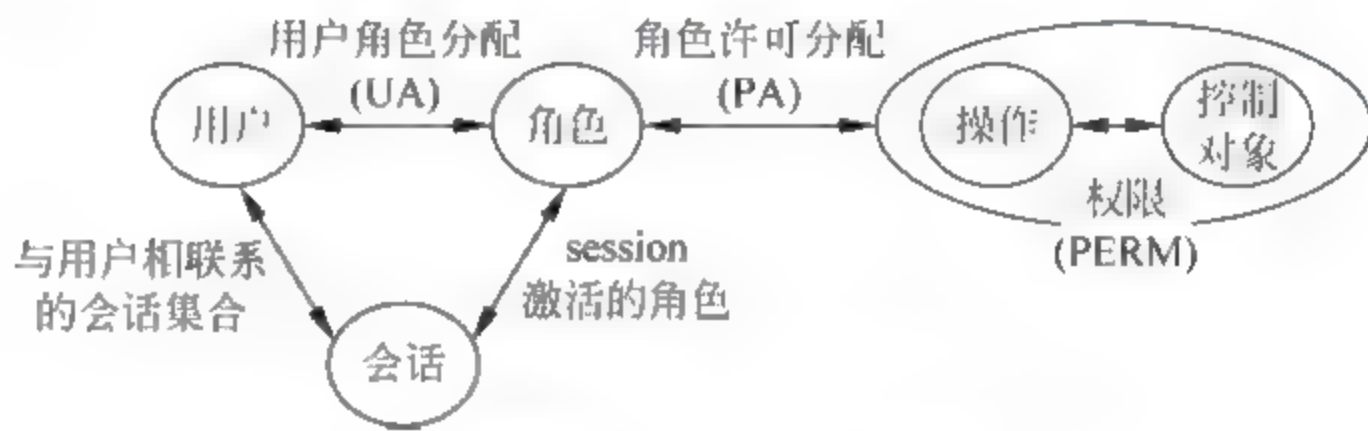 用户角色分配
(UA)
角色许可分配
(PA)
用户
角色
操作
控制
对象
权限
(PERM)
与用户相联系
的会话集合
session
激活的角色
会话